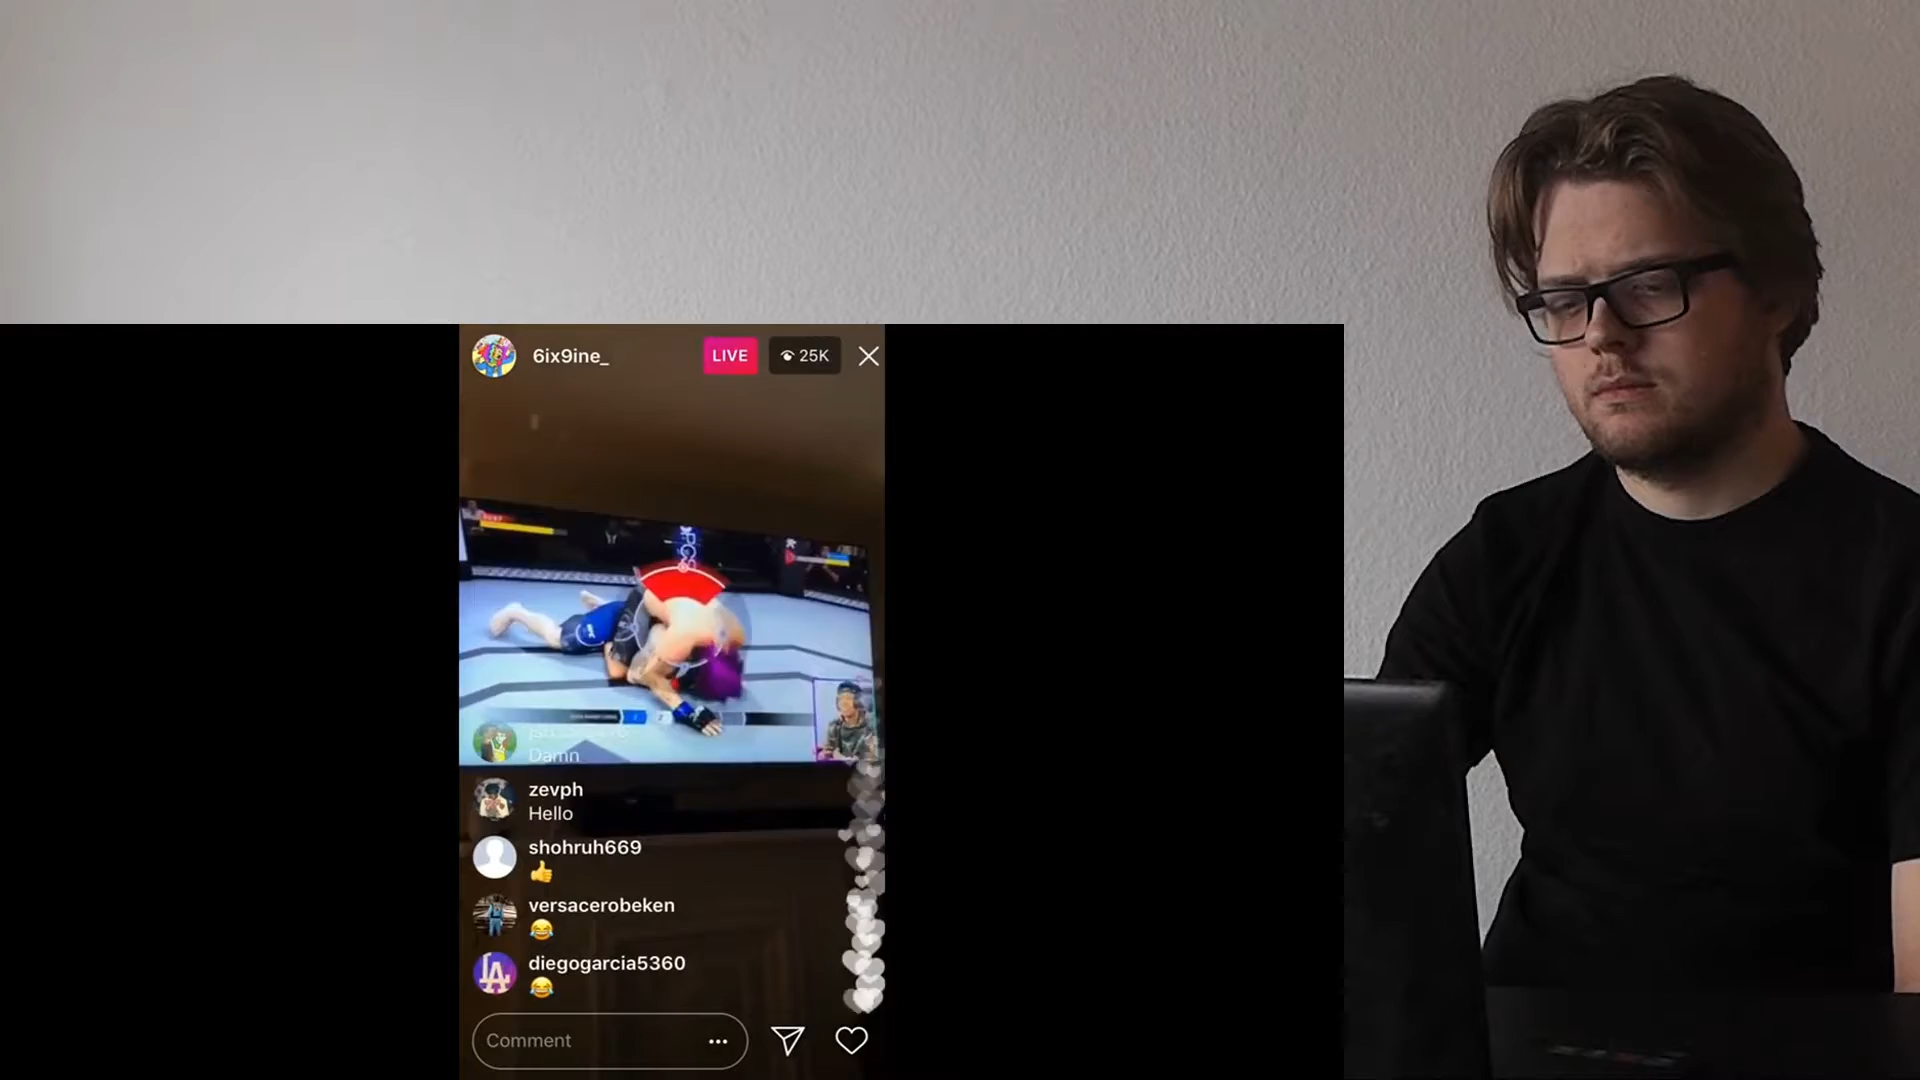 6ix9ine_
LIVE
25K
Damn
zevph
Hello
shohruh669
👍
versacerobeken
😂
diegogarcia5360
😂
Comment